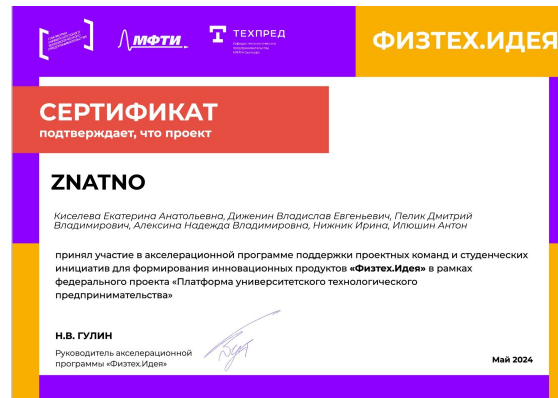 МФТИ.
ТЕХПРЕД
ФИЗТЕХ.ИДЕЯ
СЕРТИФИКАТ
подтверждает, что проект
ZNATNO
Киселева Екатерина Анатольевна, Диженин Владислав Евгеньевич, Пелик Дмитрий
Владимирович, Алексина Надежда Владимировна, Нижник Ирина, Илюшин Антон
принял участие в акселерационной программе поддержки проектных команд и студенческих
инициатив для формирования инновационных продуктов «Физтех.Идея» в рамках
федерального проекта «Платформа университетского технологического
предпринимательства»
Н.В. ГУЛИН
Руководитель акселерационной
программы «Физтех.Идея»
Май 2024